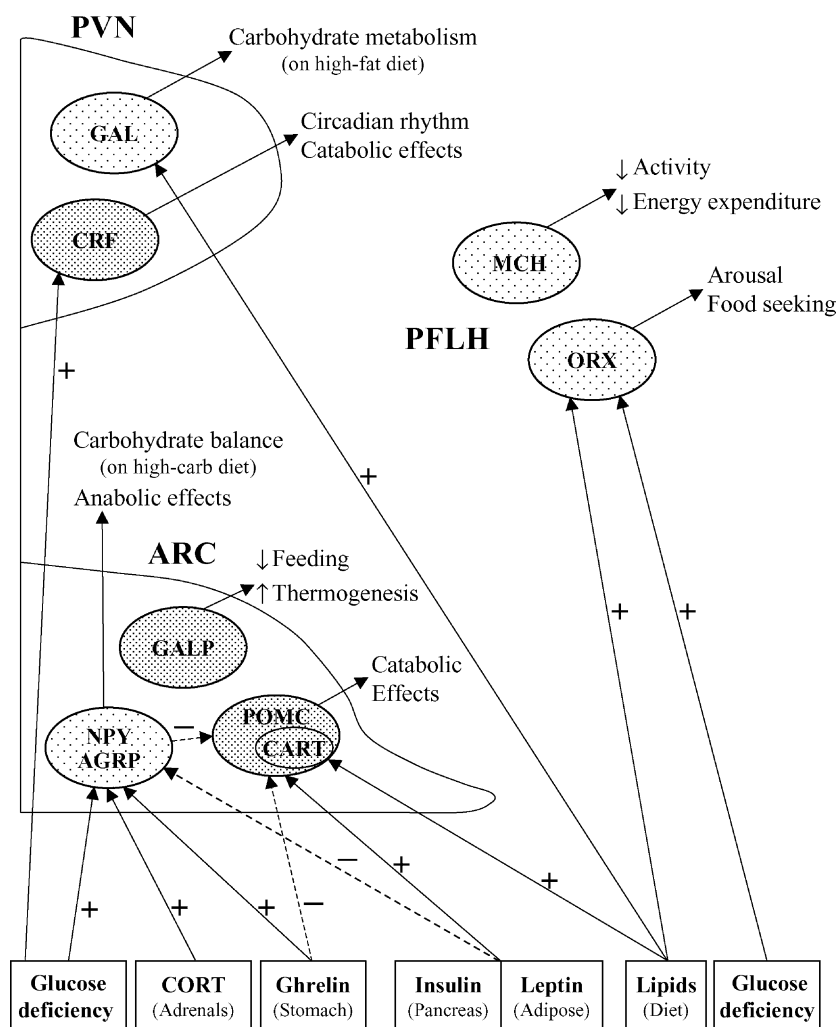 PVN
Carbohydrate metabolism
(on high-fat diet)
GAL
Circadian rhythm
Catabolic effects
CRF
↓ Activity
↓ Energy expenditure
MCH
Arousal
Food seeking
PFLH
ORX
+
Carbohydrate balance
(on high-carb diet)
Anabolic effects
+
ARC
↓ Feeding
↑ Thermogenesis
+
+
GALP
Catabolic
Effects
POMC
CART
NPY
AGRP
−
−
+
+
+
+
+
−
Glucose
deficiency
CORT
(Adrenals)
Ghrelin
(Stomach)
Insulin
(Pancreas)
Leptin
(Adipose)
Lipids
(Diet)
Glucose
deficiency